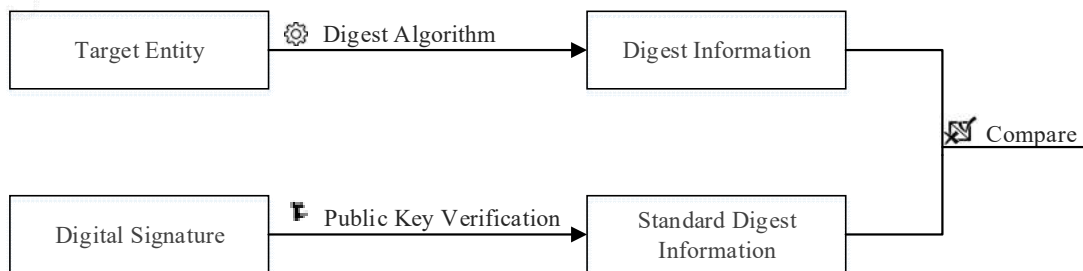 Target Entity
Digest Algorithm
Digest Information
Compare
Digital Signature
Public Key Verification
Standard Digest
Information